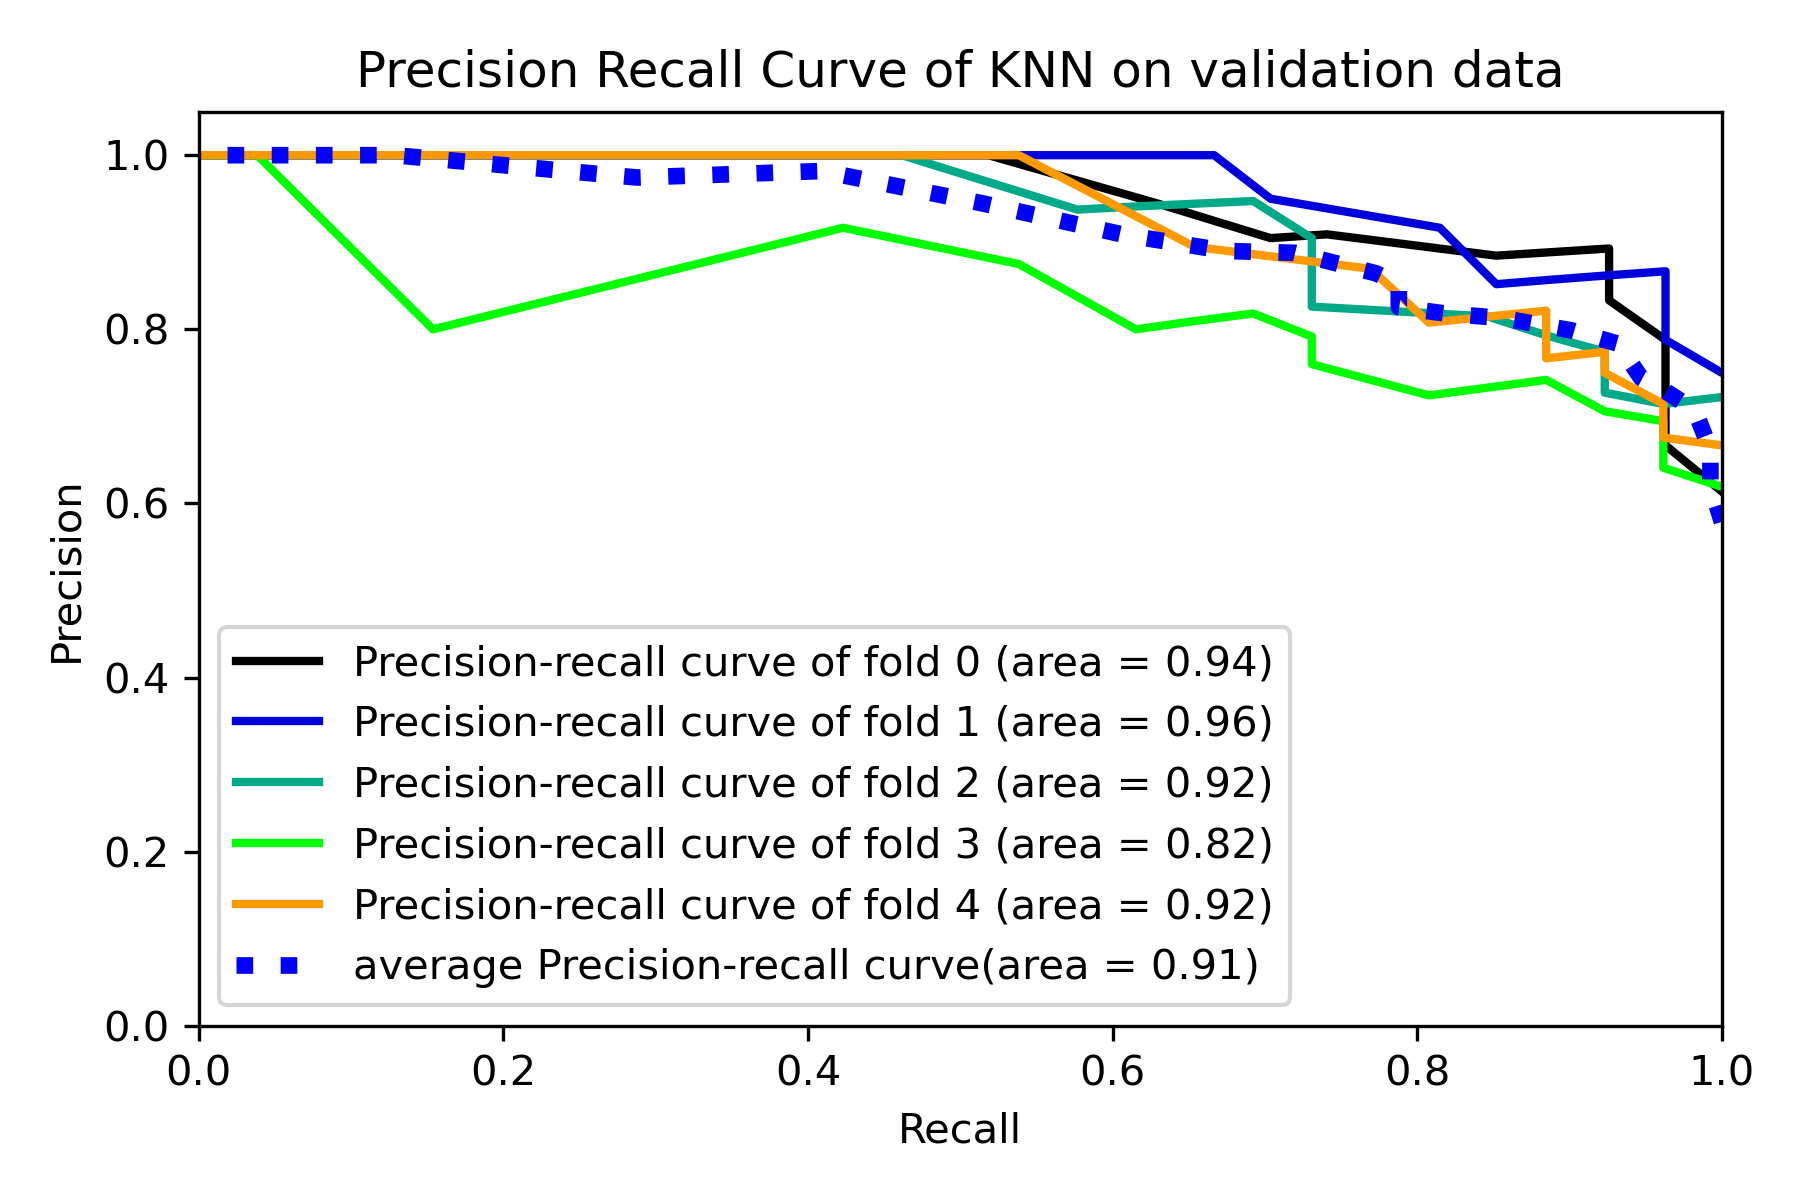 Precision Recall Curve of KNN on validation data
1.0
0.8
0.6
0.4
0.2
0.0
Precision
Precision-recall curve of fold 0 (area = 0.94)
Precision-recall curve of fold 1 (area = 0.96)
Precision-recall curve of fold 2 (area = 0.92)
Precision-recall curve of fold 3 (area = 0.82)
Precision-recall curve of fold 4 (area = 0.92)
average Precision-recall curve(area = 0.91)
0.0 0.2 0.4 0.6 0.8 1.0
Recall